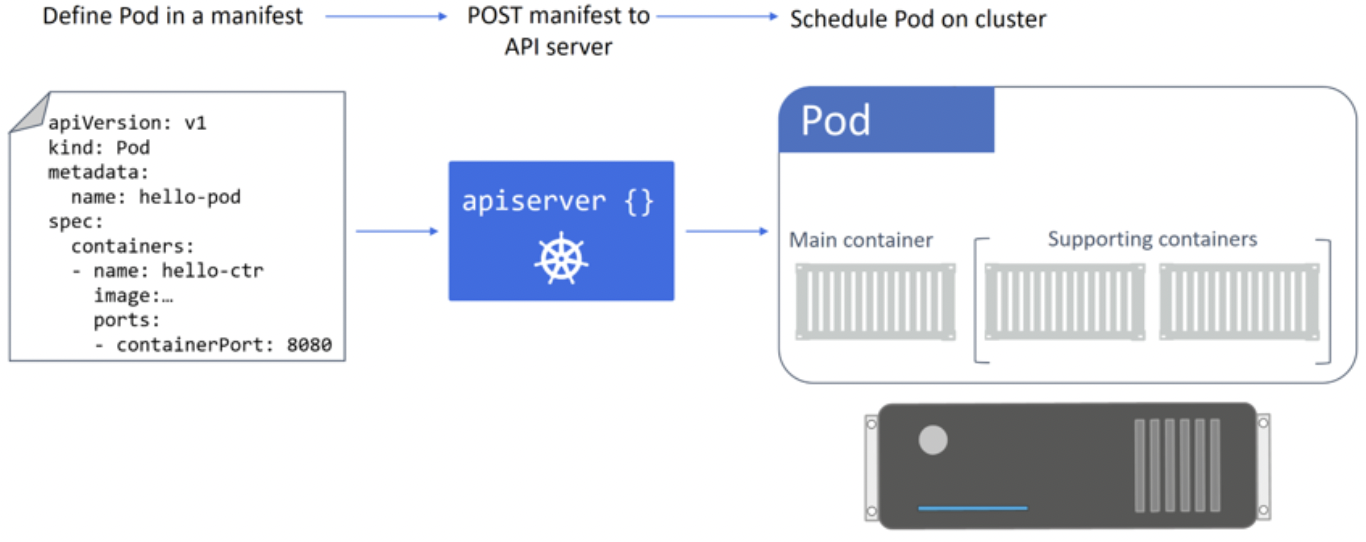 Define Pod in a manifest
POST manifest to
API server
Schedule Pod on cluster
apiVersion: v1
kind: Pod
metadata:
  name: hello-pod
spec:
  containers:
  - name: hello-ctr
    image:…
    ports:
    - containerPort: 8080
apiserver {}
Pod
Main container
Supporting containers